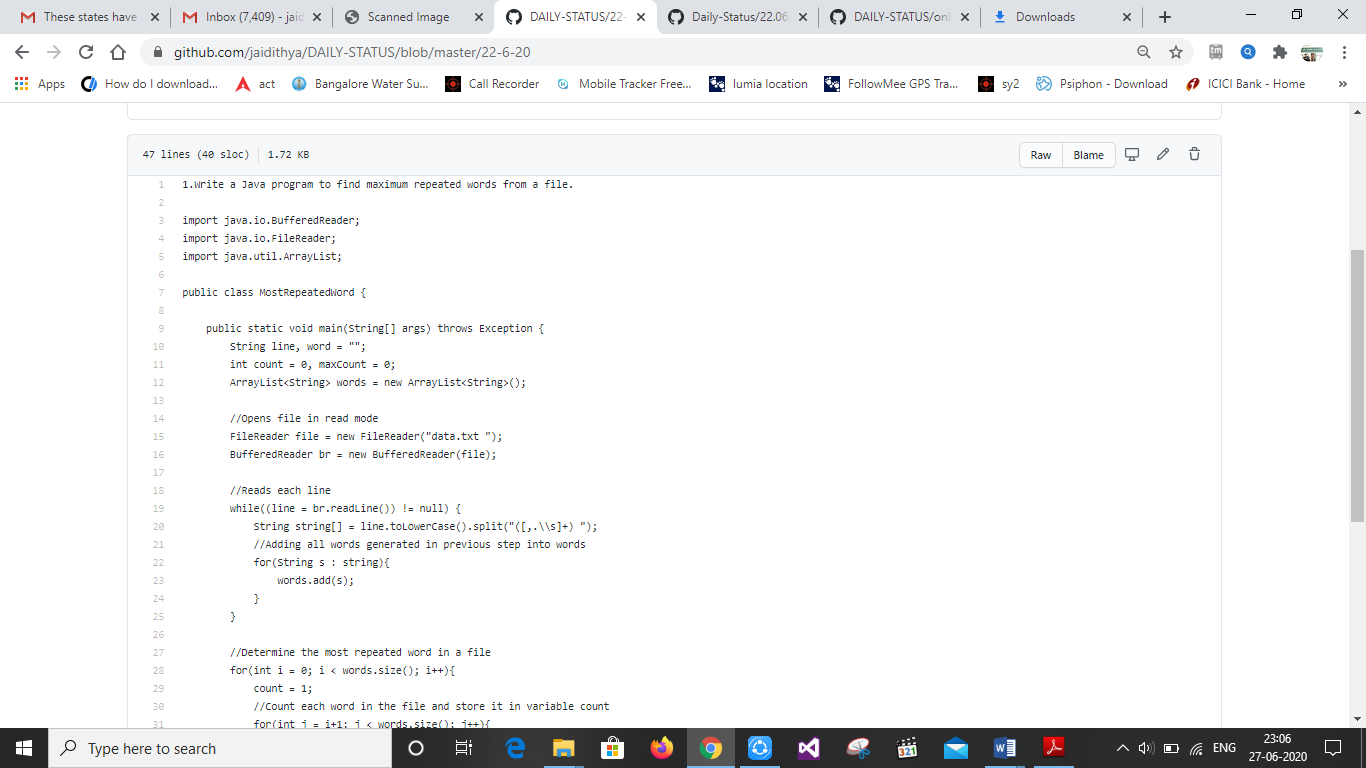 These states have
Inbox (7,409) - jaid
Scanned Image
DAILY-STATUS/22-
Daily-Status/22.06.
DAILY-STATUS/onl
Downloads
github.com/jaidithya/DAILY-STATUS/blob/master/22-6-20
Apps
How do I download...
act
Bangalore Water Su...
Call Recorder
Mobile Tracker Free...
lumia location
FollowMee GPS Tra...
sy2
Psiphon - Download
ICICI Bank - Home
»
47 lines (40 sloc)
1.72 KB
Raw
Blame
1 1.Write a Java program to find maximum repeated words from a file.
2
3 import java.io.BufferedReader;
4 import java.io.FileReader;
5 import java.util.ArrayList;
6
7 public class MostRepeatedWord {
8
9 public static void main(String[] args) throws Exception {
10 String line, word = "";
11 int count = 0, maxCount = 0;
12 ArrayList<String> words = new ArrayList<String>();
13
14 //Opens file in read mode
15 FileReader file = new FileReader("data.txt ");
16 BufferedReader br = new BufferedReader(file);
17
18 //Reads each line
19 while((line = br.readLine()) != null) {
20 String string[] = line.toLowerCase().split("([,.\\s]+) ");
21 //Adding all words generated in previous step into words
22 for(String s : string){
23 words.add(s);
24 }
25 }
26
27 //Determine the most repeated word in a file
28 for(int i = 0; i < words.size(); i++){
29 count = 1;
30 //Count each word in the file and store it in variable count
31 for(int j = i+1; j < words.size(); j++){
Type here to search
321
ENG
23:06
27-06-2020